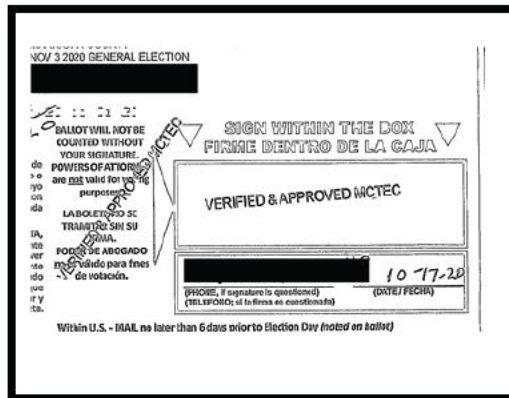 NOV 3 2020 GENERAL ELECTION
BALLOT WILL NOT BE
COUNTED WITHOUT
YOUR SIGNATURE.
POWERS OF ATTORNEY
are not valid for voting
purposes.
LA BOLETA NO SE
TRAMITA SIN SU
FIRMA.
PODER DE ABOGADO
no es válido para fines
de votación.
VERIFIED & APPROVED MCTEC
SIGN WITHIN THE BOX
FIRME DENTRO DE LA CAJA
VERIFIED & APPROVED MCTEC
10-17-20
(PHONE, if signature is questioned)
(DATE / FECHA)
(TELEFONO; si la firma es cuestionada)
Within U.S. - MAIL no later than 6 days prior to Election Day (noted on ballot)